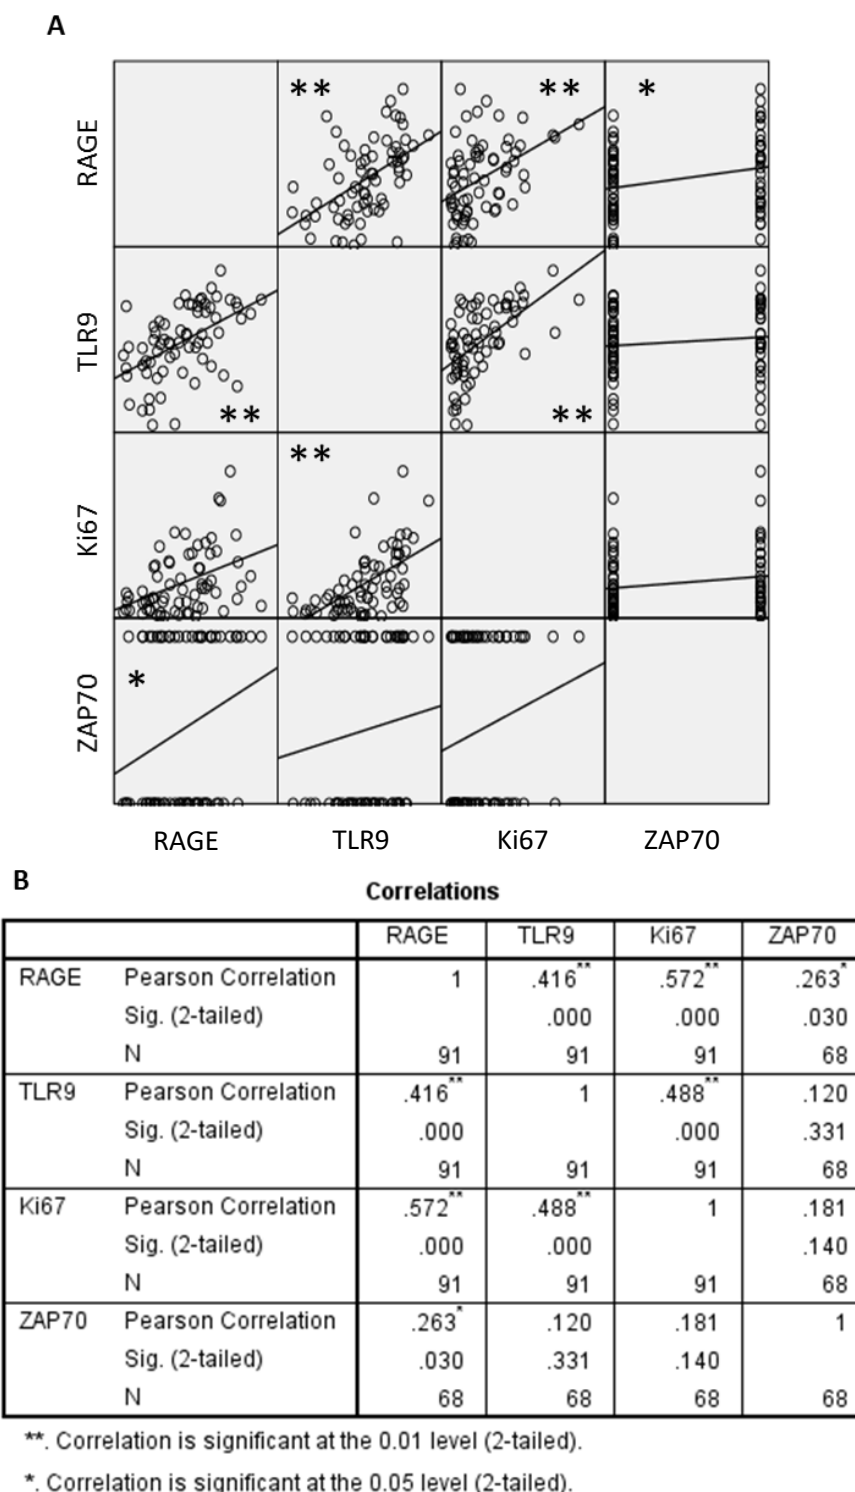 A
RAGE ** ** *
TLR9 ** **
Ki67 **
ZAP70 *
RAGE TLR9 Ki67 ZAP70
B
Correlations
RAGE TLR9 Ki67 ZAP70
RAGE Pearson Correlation 1 .416** .572** .263*
Sig. (2-tailed) .000 .000 .030
N 91 91 91 68
TLR9 Pearson Correlation .416** 1 .488** .120
Sig. (2-tailed) .000 .000 .331
N 91 91 91 68
Ki67 Pearson Correlation .572** .488** 1 .181
Sig. (2-tailed) .000 .000 .140
N 91 91 91 68
ZAP70 Pearson Correlation .263* .120 .181 1
Sig. (2-tailed) .030 .331 .140
N 68 68 68 68
**. Correlation is significant at the 0.01 level (2-tailed).
*. Correlation is significant at the 0.05 level (2-tailed).